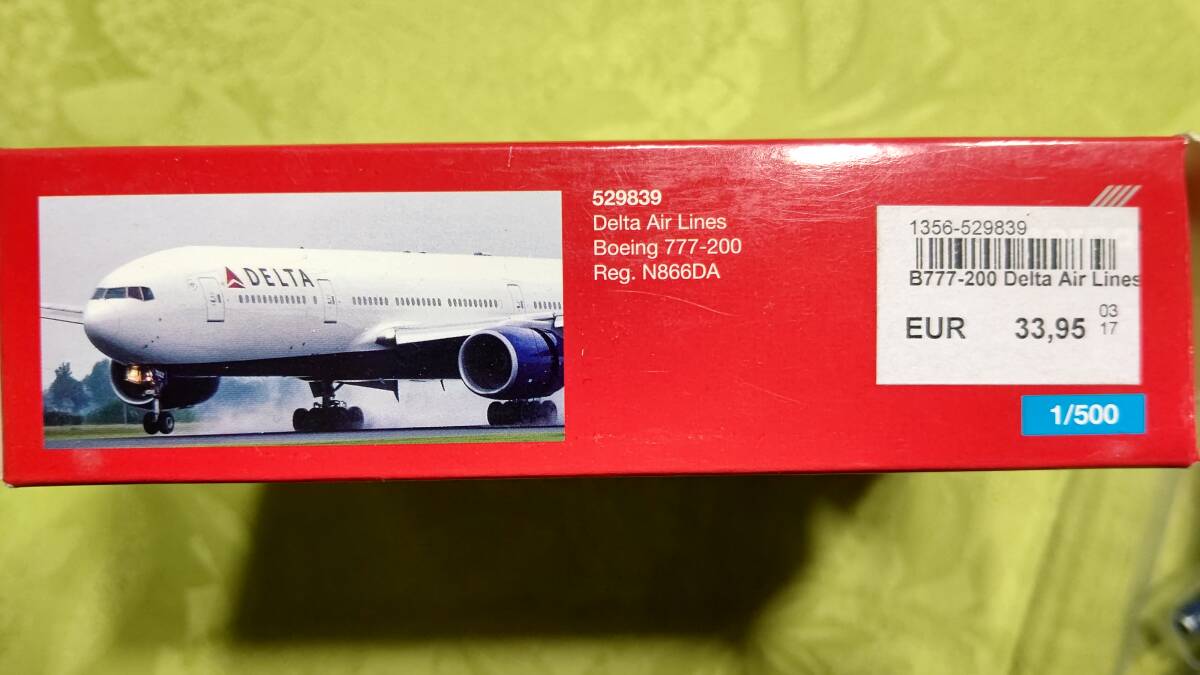 DELTA
529839
Delta Air Lines
Boeing 777-200
Reg. N866DA
1356-529839
B777-200 Delta Air Lines
EUR 33,95 03
17
1/500